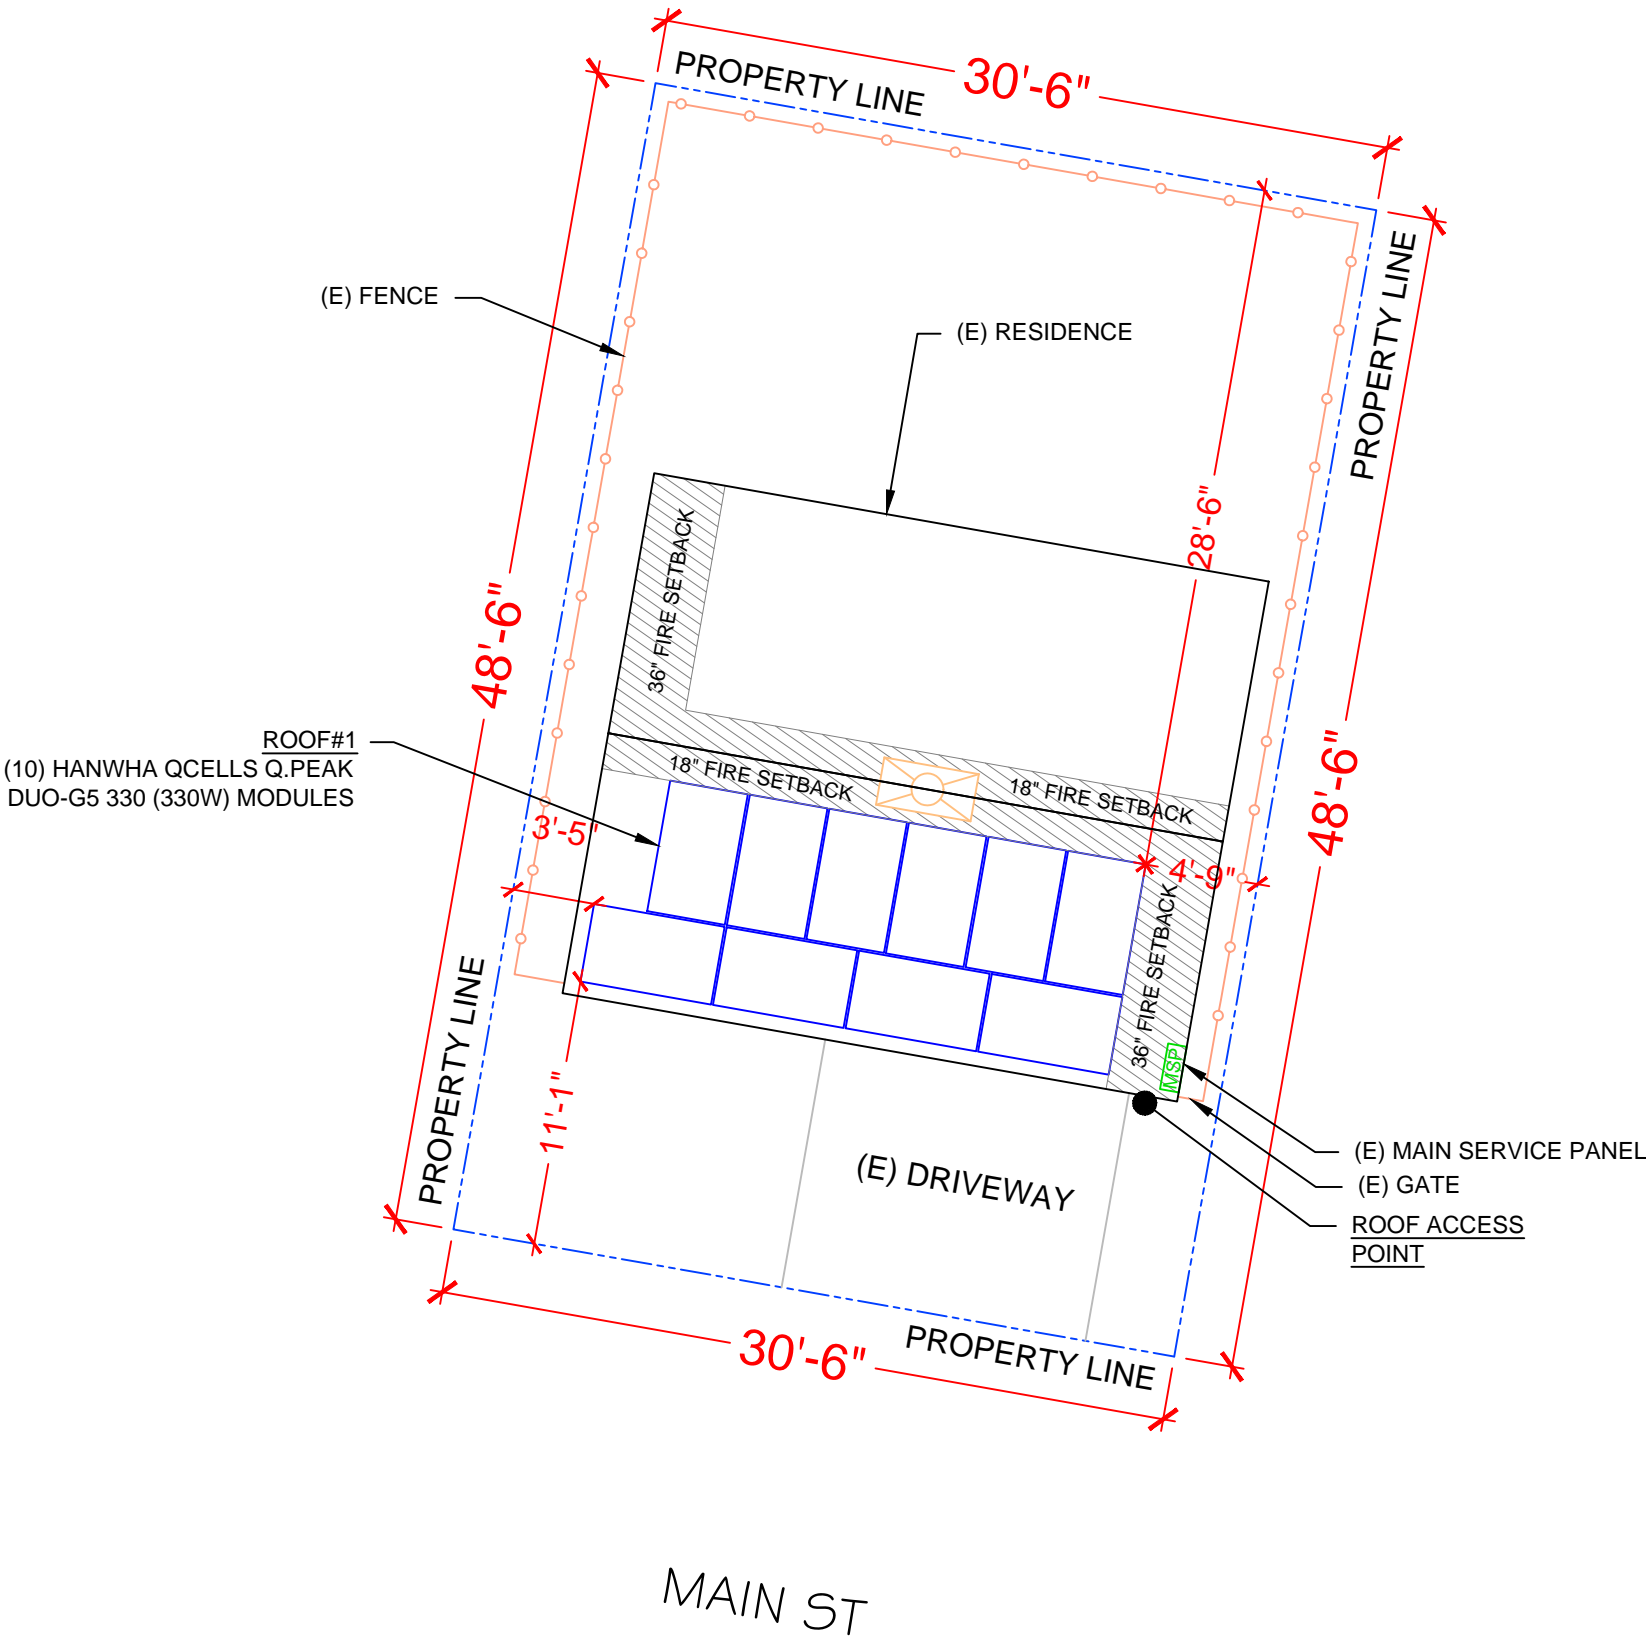 30'-6"
PROPERTY LINE
PROPERTY LINE
(E) FENCE
(E) RESIDENCE
28'-6"
36" FIRE SETBACK
48'-6"
48'-6"
ROOF#1
(10) HANWHA QCELLS Q.PEAK
DUO-G5 330 (330W) MODULES
18" FIRE SETBACK
18" FIRE SETBACK
3'-5"
4'-9"
36" FIRE SETBACK
MSP
PROPERTY LINE
11'-1"
(E) DRIVEWAY
(E) MAIN SERVICE PANEL
(E) GATE
ROOF ACCESS
POINT
PROPERTY LINE
30'-6"
MAIN ST